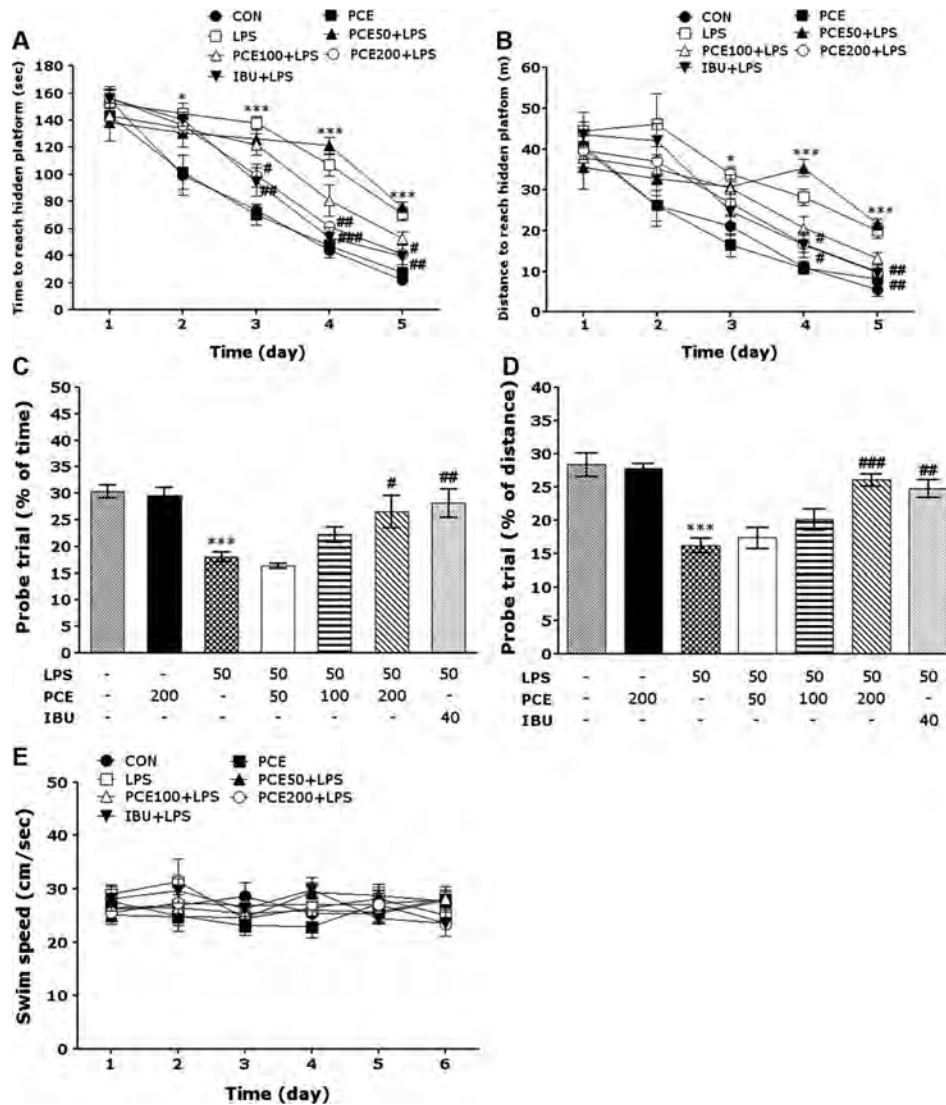 A
CON PCE
LPS PCE50+LPS
PCE100+LPS PCE200+LPS
IBU+LPS
Time to reach hidden platform (sec)
180
160
140
120
100
80
60
40
20
0
* *** *** ***
# ## ## ### # ##
1 2 3 4 5
Time (day)
B
CON PCE
LPS PCE50+LPS
PCE100+LPS PCE200+LPS
IBU+LPS
Distance to reach hidden platfom (m)
60
50
40
30
20
10
0
* *** ***
# # ## ##
1 2 3 4 5
Time (day)
C
Probe trial (% of time)
50
45
40
35
30
25
20
15
10
5
0
*** # ##
LPS - - 50 50 50 50 50
PCE - 200 - 50 100 200 -
IBU - - - - - - 40
D
Probe trial (% of distance)
40
35
30
25
20
15
10
5
0
*** ### ##
50 50 50 50 50
- - 
- 200 - 50 100 200 -
- - - - - - 40
E
CON PCE
LPS PCE50+LPS
PCE100+LPS PCE200+LPS
IBU+LPS
Swim speed (cm/sec)
50
40
30
20
10
0
1 2 3 4 5 6
Time (day)